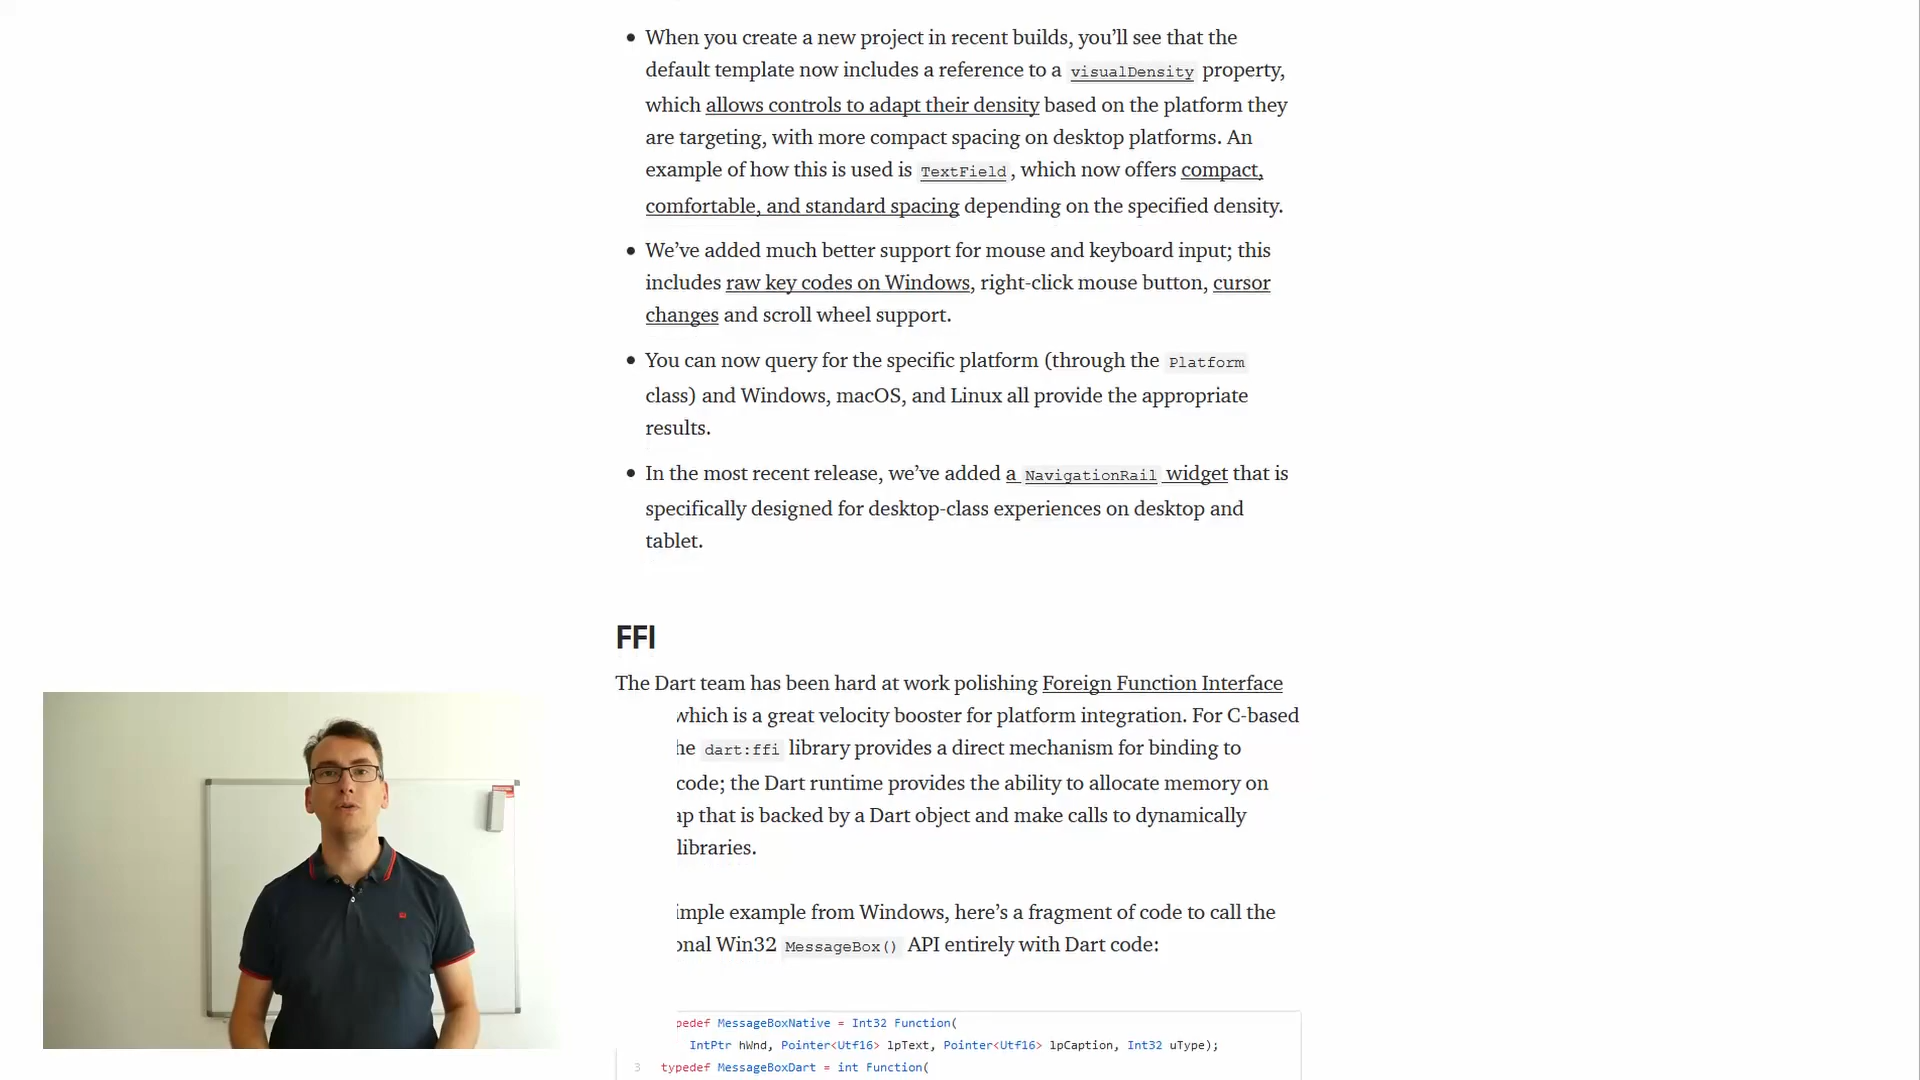 When you create a new project in recent builds, you’ll see that the
default template now includes a reference to a visualDensity property,
which allows controls to adapt their density based on the platform they
are targeting, with more compact spacing on desktop platforms. An
example of how this is used is TextField, which now offers compact,
comfortable, and standard spacing depending on the specified density.
We’ve added much better support for mouse and keyboard input; this
includes raw key codes on Windows, right-click mouse button, cursor
changes and scroll wheel support.
You can now query for the specific platform (through the Platform
class) and Windows, macOS, and Linux all provide the appropriate
results.
In the most recent release, we’ve added a NavigationRail widget that is
specifically designed for desktop-class experiences on desktop and
tablet.
FFI
The Dart team has been hard at work polishing Foreign Function Interface
which is a great velocity booster for platform integration. For C-based
he dart:ffi library provides a direct mechanism for binding to
code; the Dart runtime provides the ability to allocate memory on
ap that is backed by a Dart object and make calls to dynamically
libraries.
imple example from Windows, here’s a fragment of code to call the
onal Win32 MessageBox() API entirely with Dart code:
pedef MessageBoxNative = Int32 Function(
IntPtr hWnd, Pointer<Utf16> lpText, Pointer<Utf16> lpCaption, Int32 uType);
3 typedef MessageBoxDart = int Function(